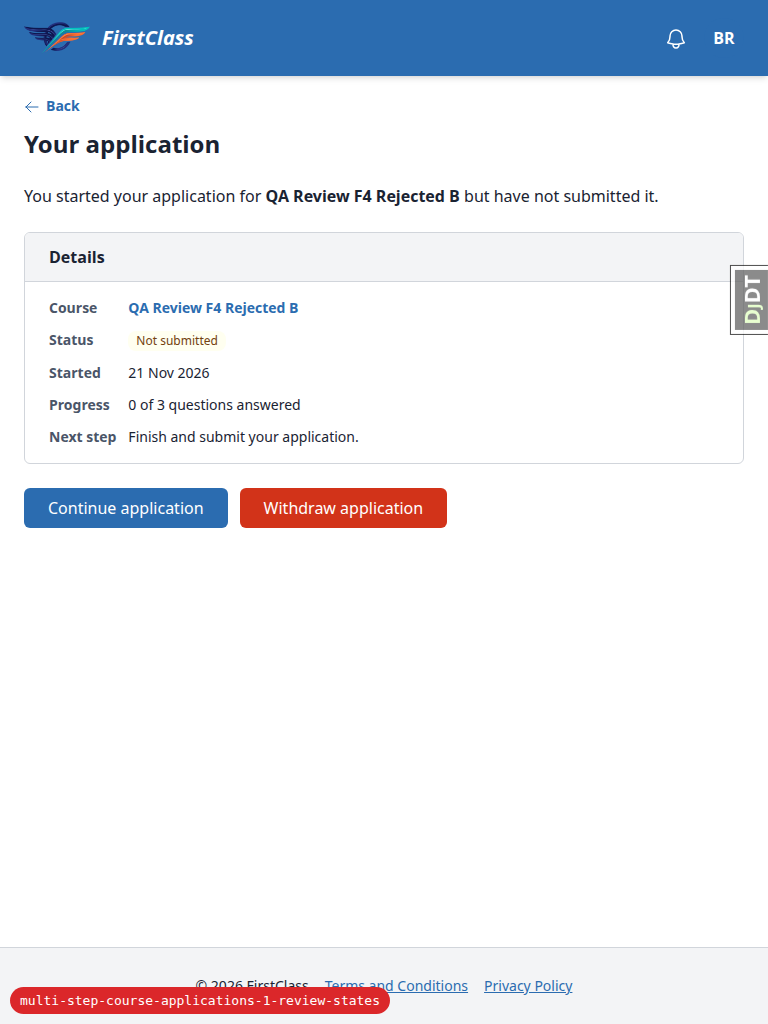 FirstClass
BR
Back
Your application
You started your application for QA Review F4 Rejected B but have not submitted it.
Details
Course QA Review F4 Rejected B
Status Not submitted
Started 21 Nov 2026
Progress 0 of 3 questions answered
Next step Finish and submit your application.
DjDT
Continue application Withdraw application
© 2026 FirstClass Terms and Conditions Privacy Policy
multi-step-course-applications-1-review-states